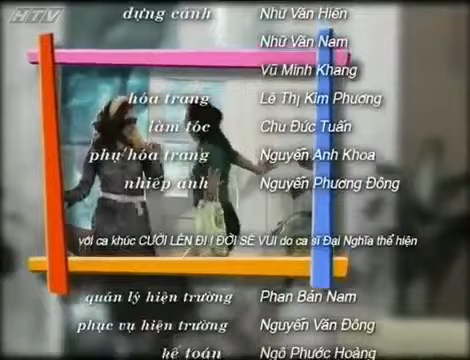 HTV
dựng cảnh Nhữ Văn Hiến
Nhữ Văn Nam
Vũ Minh Khang
hóa trang Lê Thị Kim Phương
làm tóc Chu Đức Tuấn
phụ hóa trang Nguyễn Anh Khoa
nhiếp ảnh Nguyễn Phương Đông
với ca khúc CƯỜI LÊN ĐI ! ĐỜI SẼ VUI do ca sĩ Đại Nghĩa thể hiện
quản lý hiện trường Phan Bản Nam
phục vụ hiện trường Nguyễn Văn Đông
kế toán Ngô Phước Hoàng